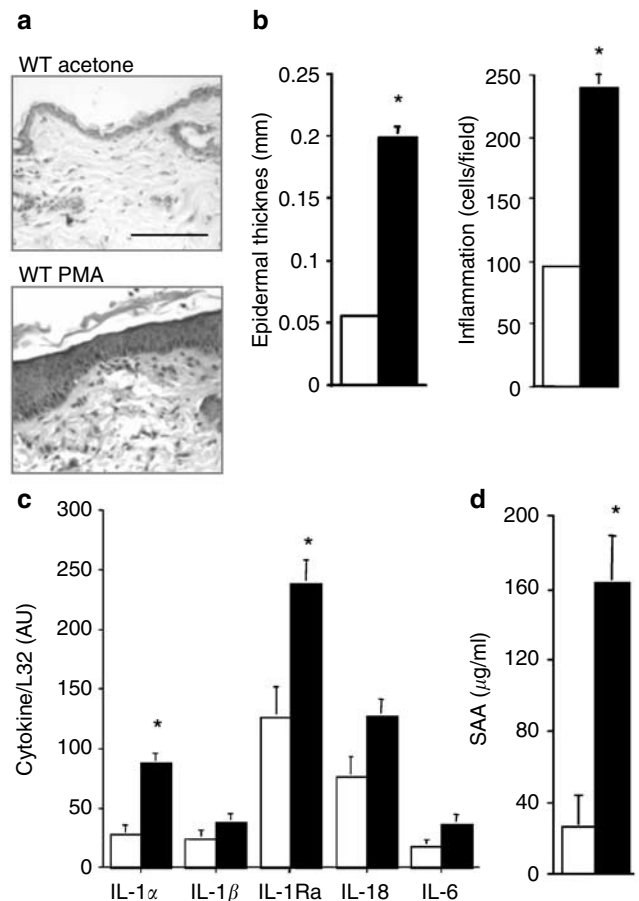 a
WT acetone
WT PMA
b
Epidermal thicknes (mm)
0.25
0.2
0.15
0.1
0.05
0
*
Inflammation (cells/field)
250
200
150
100
50
0
*
c
Cytokine/L32 (AU)
300
250
200
150
100
50
0
*
*
IL-1α IL-1β IL-1Ra IL-18 IL-6
d
SAA (μg/ml)
200
160
120
80
40
0
*